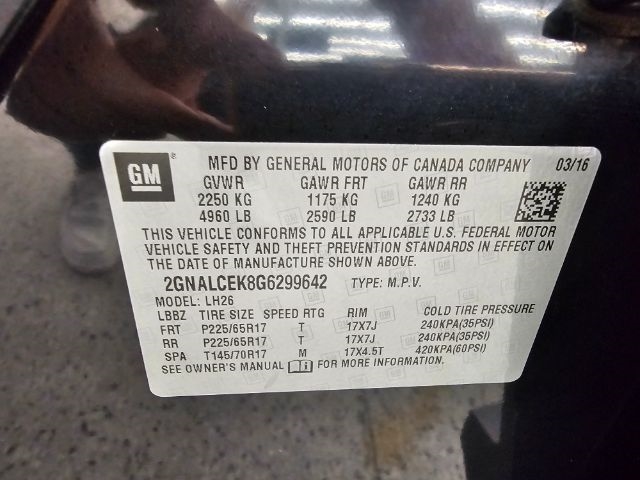 GM MFD BY GENERAL MOTORS OF CANADA COMPANY 03/16
GVWR GAWR FRT GAWR RR
2250 KG 1175 KG 1240 KG
4960 LB 2590 LB 2733 LB
THIS VEHICLE CONFORMS TO ALL APPLICABLE U.S. FEDERAL MOTOR
VEHICLE SAFETY AND THEFT PREVENTION STANDARDS IN EFFECT ON
THE DATE OF MANUFACTURE SHOWN ABOVE.
2GNALCEK8G6299642 TYPE: M.P.V.
MODEL: LH26
LBBZ TIRE SIZE SPEED RTG RIM COLD TIRE PRESSURE
FRT P225/65R17 T 17X7J 240KPA(35PSI)
RR P225/65R17 T 17X7J 240KPA(35PSI)
SPA T145/70R17 M 17X4.5T 420KPA(60PSI)
SEE OWNER'S MANUAL FOR MORE INFORMATION.